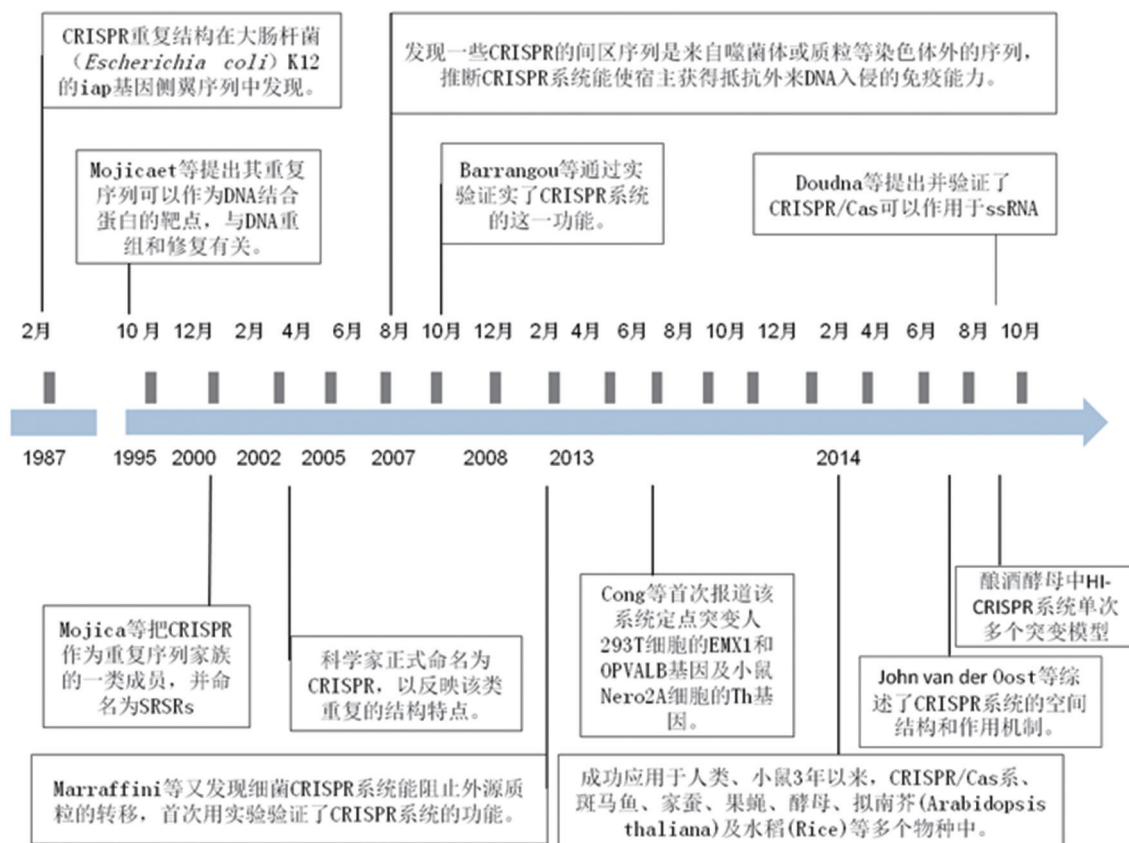 CRISPR重复结构在大肠杆菌
（Escherichia coli）K12
的iap基因侧翼序列中发现。
发现一些CRISPR的间区序列是来自噬菌体或质粒等染色体外的序列，
推断CRISPR系统能使宿主获得抵抗外来DNA入侵的免疫能力。
Mojicaet等提出其重复
序列可以作为DNA结合
蛋白的靶点，与DNA重
组和修复有关。
Barrangou等通过实
验证实了CRISPR系统
的这一功能。
Doudna等提出并验证了
CRISPR/Cas可以作用于ssRNA
2月 10月 12月 2月 4月 6月 8月 10月 12月 2月 4月 6月 8月 10月 12月 2月 4月 6月 8月 10月
1987 1995 2000 2002 2005 2007 2008 2013 2014
Mojica等把CRISPR
作为重复序列家族
的一类成员，并命
名为SRSRs
科学家正式命名为
CRISPR，以反映该类
重复的结构特点。
Cong等首次报道该
系统定点突变人
293T细胞的EMX1和
OPVALB基因及小鼠
Nero2A细胞的Th基
因。
酿酒酵母中HI-
CRISPR系统单次
多个突变模型
John van der Oost等综
述了CRISPR系统的空间
结构和作用机制。
Marraffini等又发现细菌CRISPR系统能阻止外源质
粒的转移，首次用实验验证了CRISPR系统的功能。
成功应用于人类、小鼠3年以来，CRISPR/Cas系、
斑马鱼、家蚕、果蝇、酵母、拟南芥(Arabidopsis
thaliana)及水稻(Rice)等多个物种中。